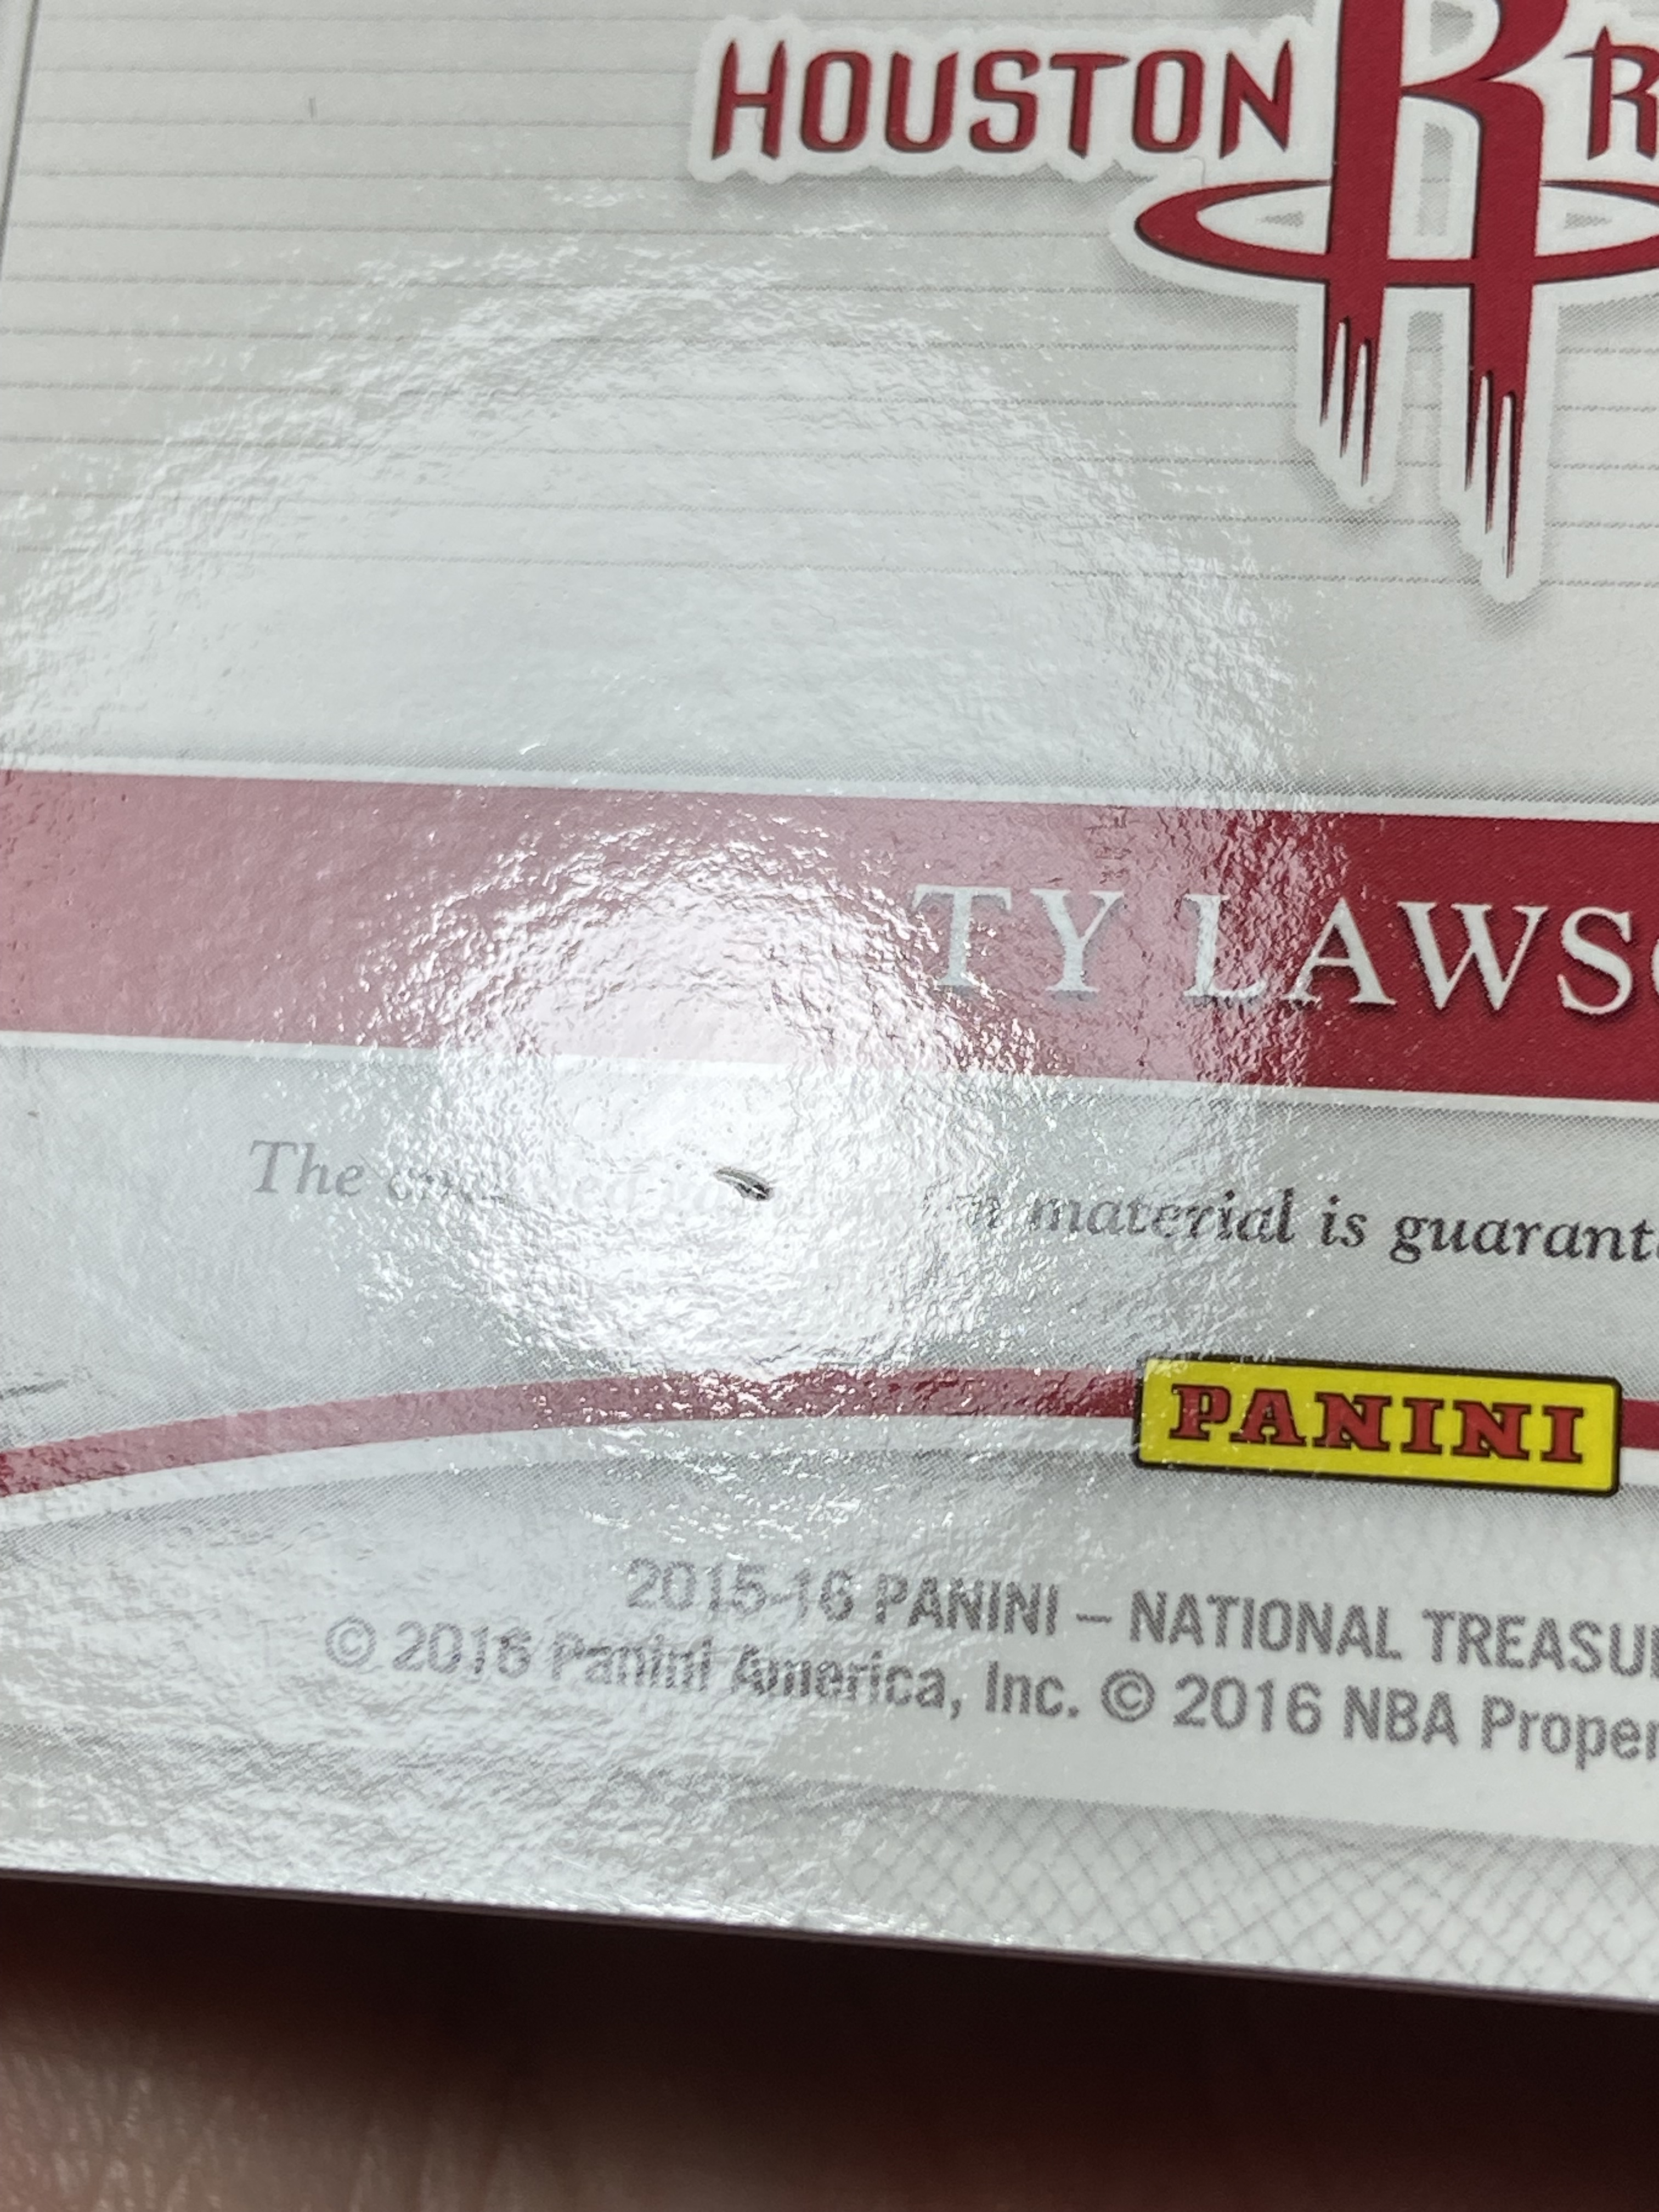 HOUSTON R
TY LAWSO
The material is guarant
PANINI
2015-16 PANINI – NATIONAL TREASU
© 2016 Panini America, Inc. © 2016 NBA Proper